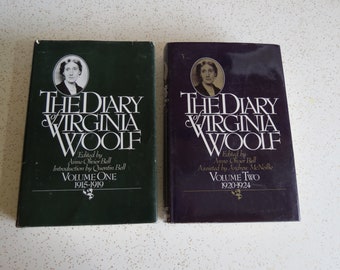 THE DIARY
of VIRGINIA
WOOLF
Edited by
Anne Olivier Bell
Introduction by Quentin Bell
VOLUME ONE
1915-1919
THE DIARY
of VIRGINIA
WOOLF
Edited by
Anne Olivier Bell
Assisted by Andrew McNeillie
VOLUME TWO
1920-1924